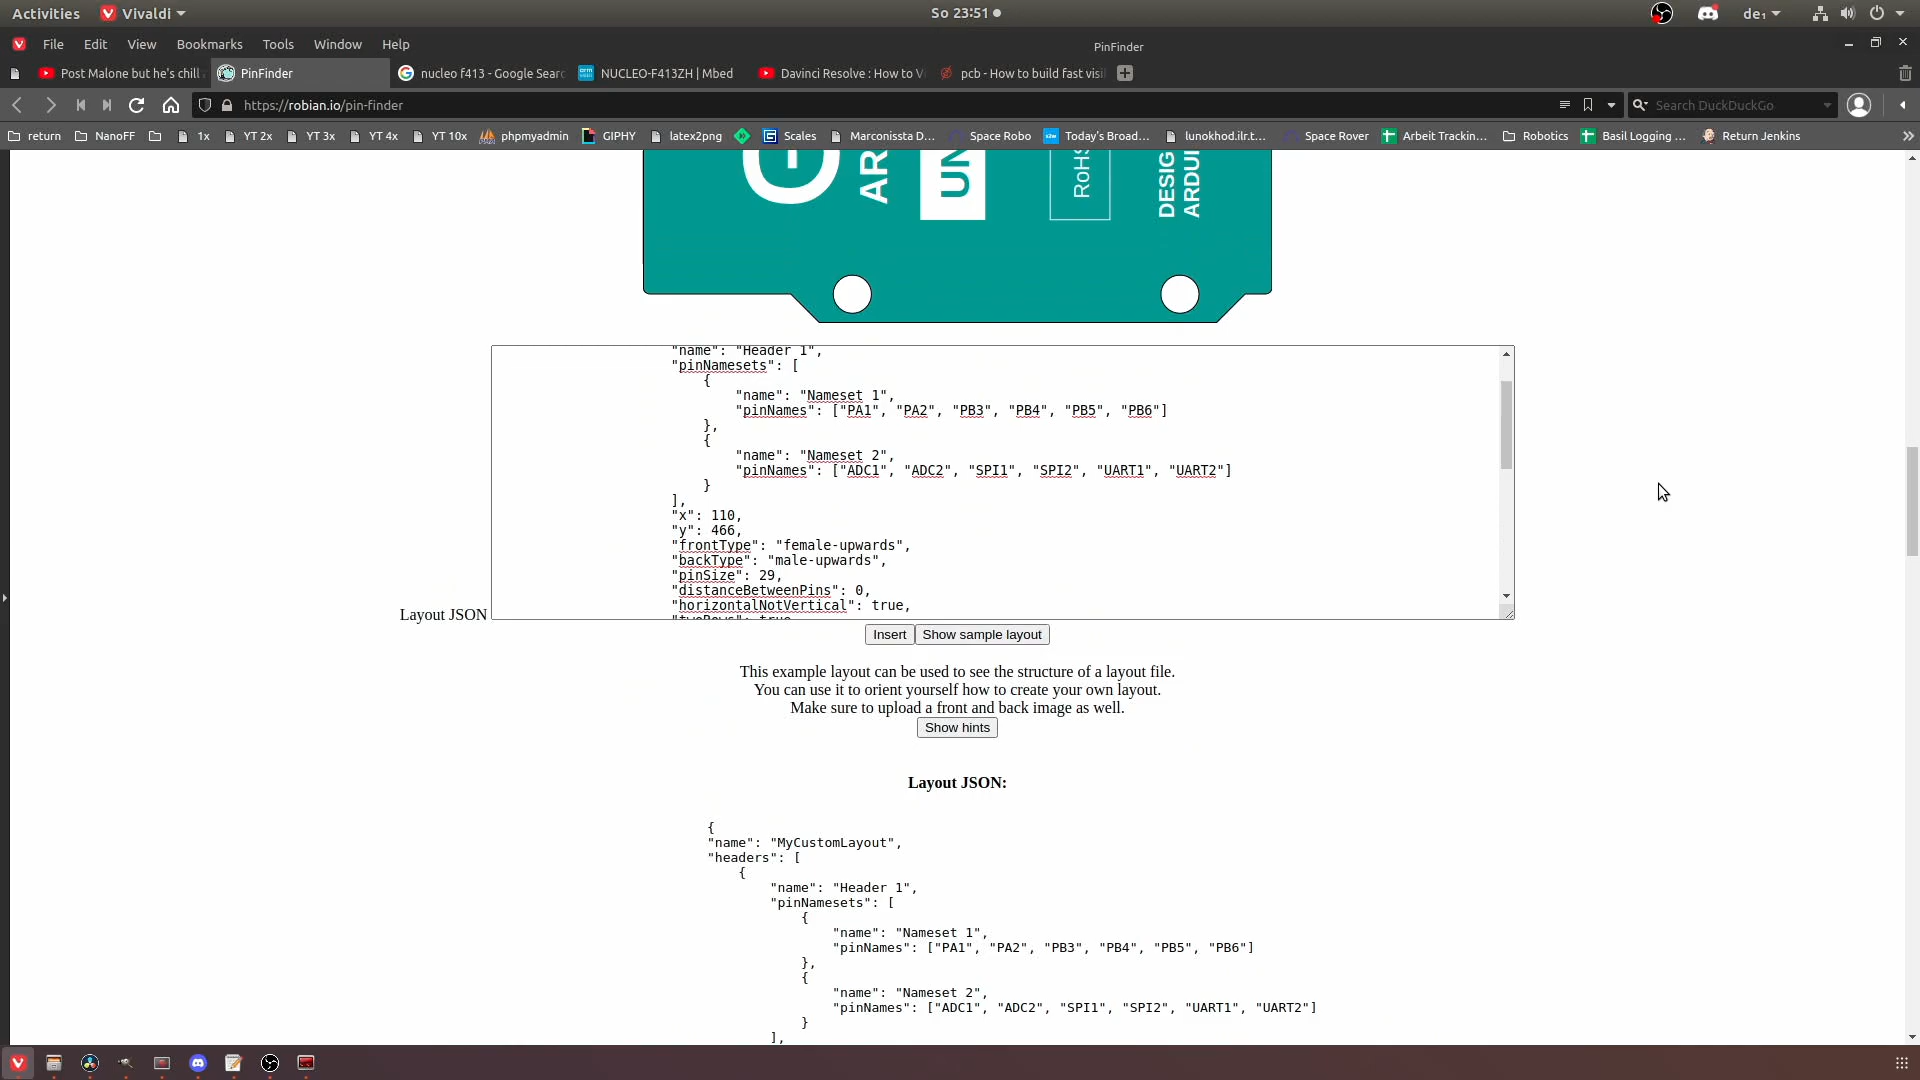 Activities
Vivaldi
So 23:51
de₁
File Edit View Bookmarks Tools Window Help
PinFinder
Post Malone but he's chill
PinFinder
nucleo f413 - Google Searc
NUCLEO-F413ZH | Mbed
Davinci Resolve : How to V
pcb - How to build fast visi
https://robian.io/pin-finder
Search DuckDuckGo
return
NanoFF
1x
YT 2x
YT 3x
YT 4x
YT 10x
phpmyadmin
GIPHY
latex2png
Scales
Marconissta D...
Space Robo
Today's Broad...
lunokhod.ilr.t...
Space Rover
Arbeit Trackin...
Robotics
Basil Logging ...
Return Jenkins
AR
UN
RoHS
DESIG
ARDUI
"name": "Header 1",
"pinNamesets": [
{
"name": "Nameset 1",
"pinNames": ["PA1", "PA2", "PB3", "PB4", "PB5", "PB6"]
},
{
"name": "Nameset 2",
"pinNames": ["ADC1", "ADC2", "SPI1", "SPI2", "UART1", "UART2"]
}
],
"x": 110,
"y": 466,
"frontType": "female-upwards",
"backType": "male-upwards",
"pinSize": 29,
"distanceBetweenPins": 0,
"horizontalNotVertical": true,
"twoRows": true
Layout JSON
Insert
Show sample layout
This example layout can be used to see the structure of a layout file.
You can use it to orient yourself how to create your own layout.
Make sure to upload a front and back image as well.
Show hints
Layout JSON:
{
"name": "MyCustomLayout",
"headers": [
{
"name": "Header 1",
"pinNamesets": [
{
"name": "Nameset 1",
"pinNames": ["PA1", "PA2", "PB3", "PB4", "PB5", "PB6"]
},
{
"name": "Nameset 2",
"pinNames": ["ADC1", "ADC2", "SPI1", "SPI2", "UART1", "UART2"]
}
],